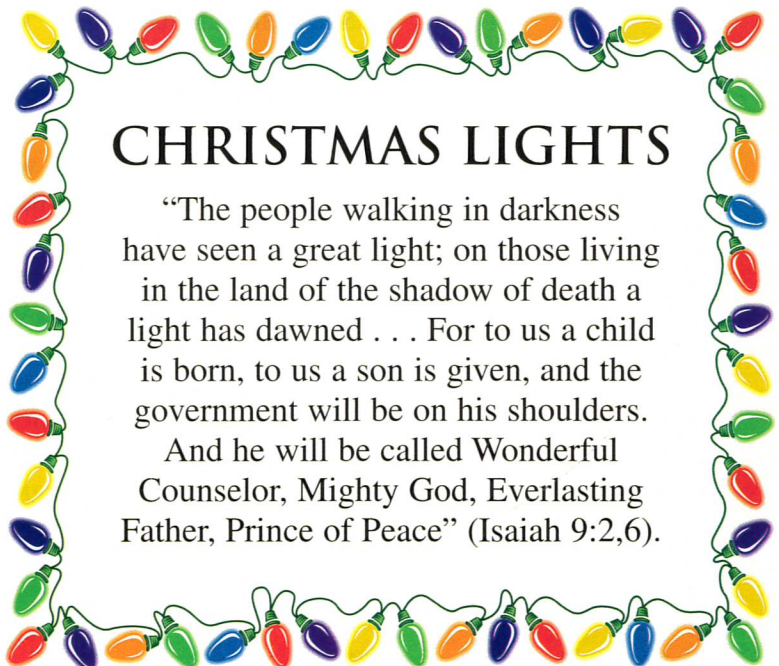 CHRISTMAS LIGHTS
“The people walking in darkness
have seen a great light; on those living
in the land of the shadow of death a
light has dawned . . . For to us a child
is born, to us a son is given, and the
government will be on his shoulders.
And he will be called Wonderful
Counselor, Mighty God, Everlasting
Father, Prince of Peace” (Isaiah 9:2,6).